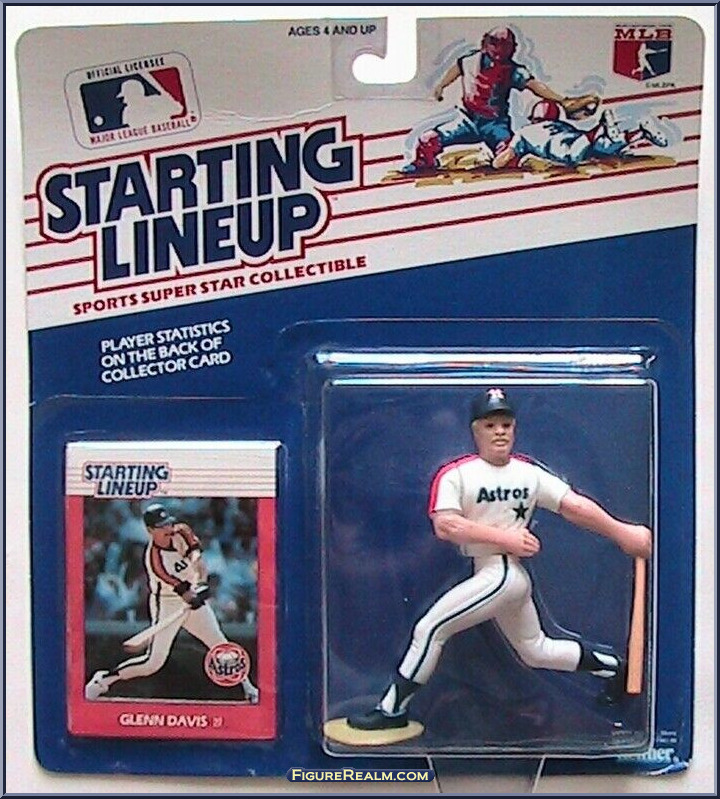 AGES 4 AND UP
MLB
OFFICIAL LICENSEE
MAJOR LEAGUE BASEBALL
STARTING
LINEUP
SPORTS SUPER STAR COLLECTIBLE
PLAYER STATISTICS
ON THE BACK OF
COLLECTOR CARD
STARTING
LINEUP
Astros
Astros
GLENN DAVIS
Kenner
FIGUREREALM.COM